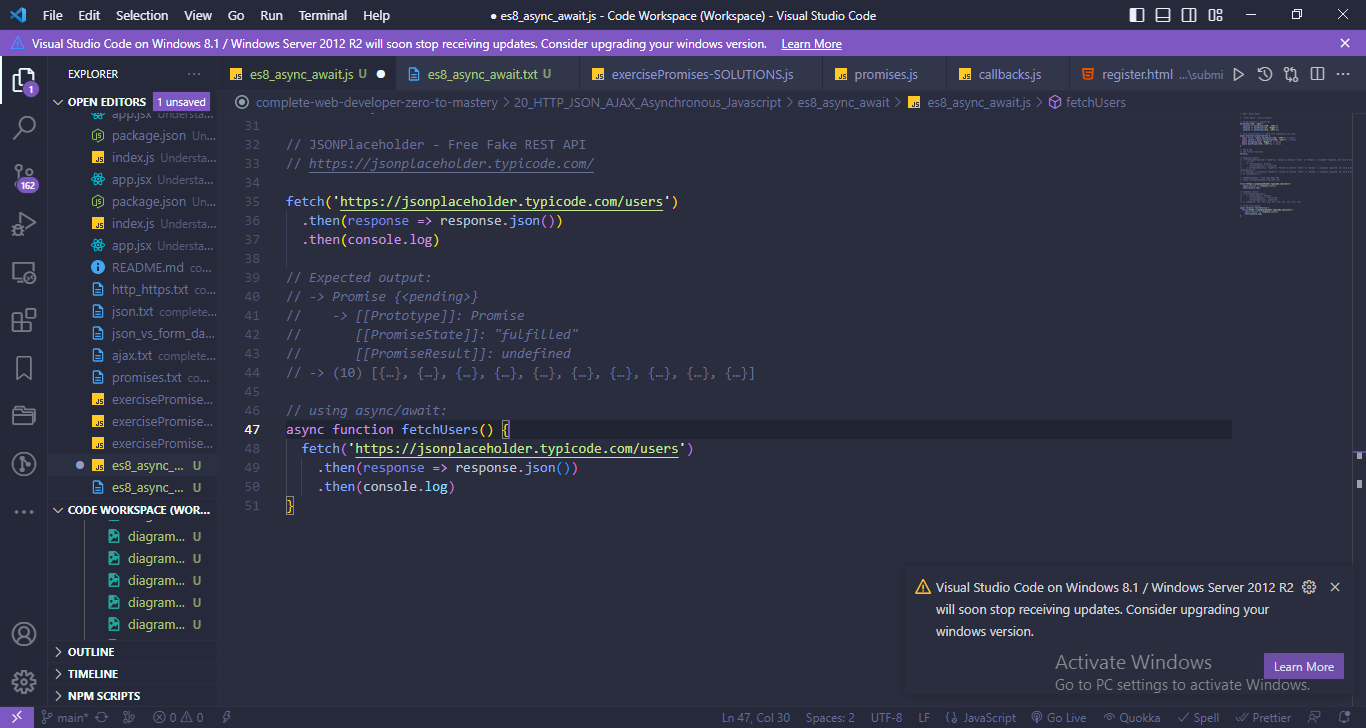 File Edit Selection View Go Run Terminal Help
● es8_async_await.js - Code Workspace (Workspace) - Visual Studio Code
Visual Studio Code on Windows 8.1 / Windows Server 2012 R2 will soon stop receiving updates. Consider upgrading your windows version. Learn More
EXPLORER
es8_async_await.js U
es8_async_await.txt U
exercisePromises-SOLUTIONS.js
promises.js
callbacks.js
register.html ...\submi
OPEN EDITORS 1 unsaved
complete-web-developer-zero-to-mastery > 20_HTTP_JSON_AJAX_Asynchronous_Javascript > es8_async_await > es8_async_await.js > fetchUsers
app.jsx Understa...
package.json Un...
index.js Understa...
app.jsx Understa...
package.json Un...
index.js Understa...
app.jsx Understa...
README.md co...
http_https.txt co...
json.txt complete...
json_vs_form_da...
ajax.txt complete...
promises.txt co...
exercisePromise...
exercisePromise...
exercisePromise...
es8_async_... U
es8_async_... U
CODE WORKSPACE (WOR...
diagram... U
diagram... U
diagram... U
diagram... U
diagram... U
OUTLINE
TIMELINE
NPM SCRIPTS
1
162
31
32 // JSONPlaceholder - Free Fake REST API
33 // https://jsonplaceholder.typicode.com/
34
35 fetch('https://jsonplaceholder.typicode.com/users')
36 .then(response => response.json())
37 .then(console.log)
38
39 // Expected output:
40 // -> Promise {<pending>}
41 // -> [[Prototype]]: Promise
42 // [[PromiseState]]: "fulfilled"
43 // [[PromiseResult]]: undefined
44 // -> (10) [{…}, {…}, {…}, {…}, {…}, {…}, {…}, {…}, {…}, {…}]
45
46 // using async/await:
47 async function fetchUsers() {
48 fetch('https://jsonplaceholder.typicode.com/users')
49 .then(response => response.json())
50 .then(console.log)
51 }
Visual Studio Code on Windows 8.1 / Windows Server 2012 R2
will soon stop receiving updates. Consider upgrading your
windows version.
Learn More
Activate Windows
Go to PC settings to activate Windows.
main* 0 0
Ln 47, Col 30 Spaces: 2 UTF-8 LF {} JavaScript Go Live Quokka Spell Prettier